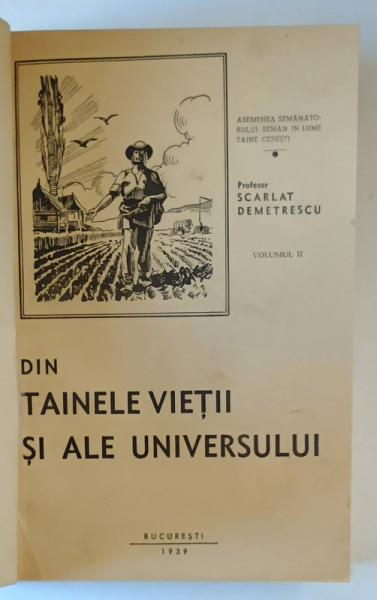 ASEMENEA SEMĂNĂTO-
RULUI, SEMĂN IN LUME
TAINE CEREȘTI
Profesor
SCARLAT
DEMETRESCU
VOLUMUL II
DIN
TAINELE VIEȚII
ȘI ALE UNIVERSULUI
BUCUREȘTI
1939